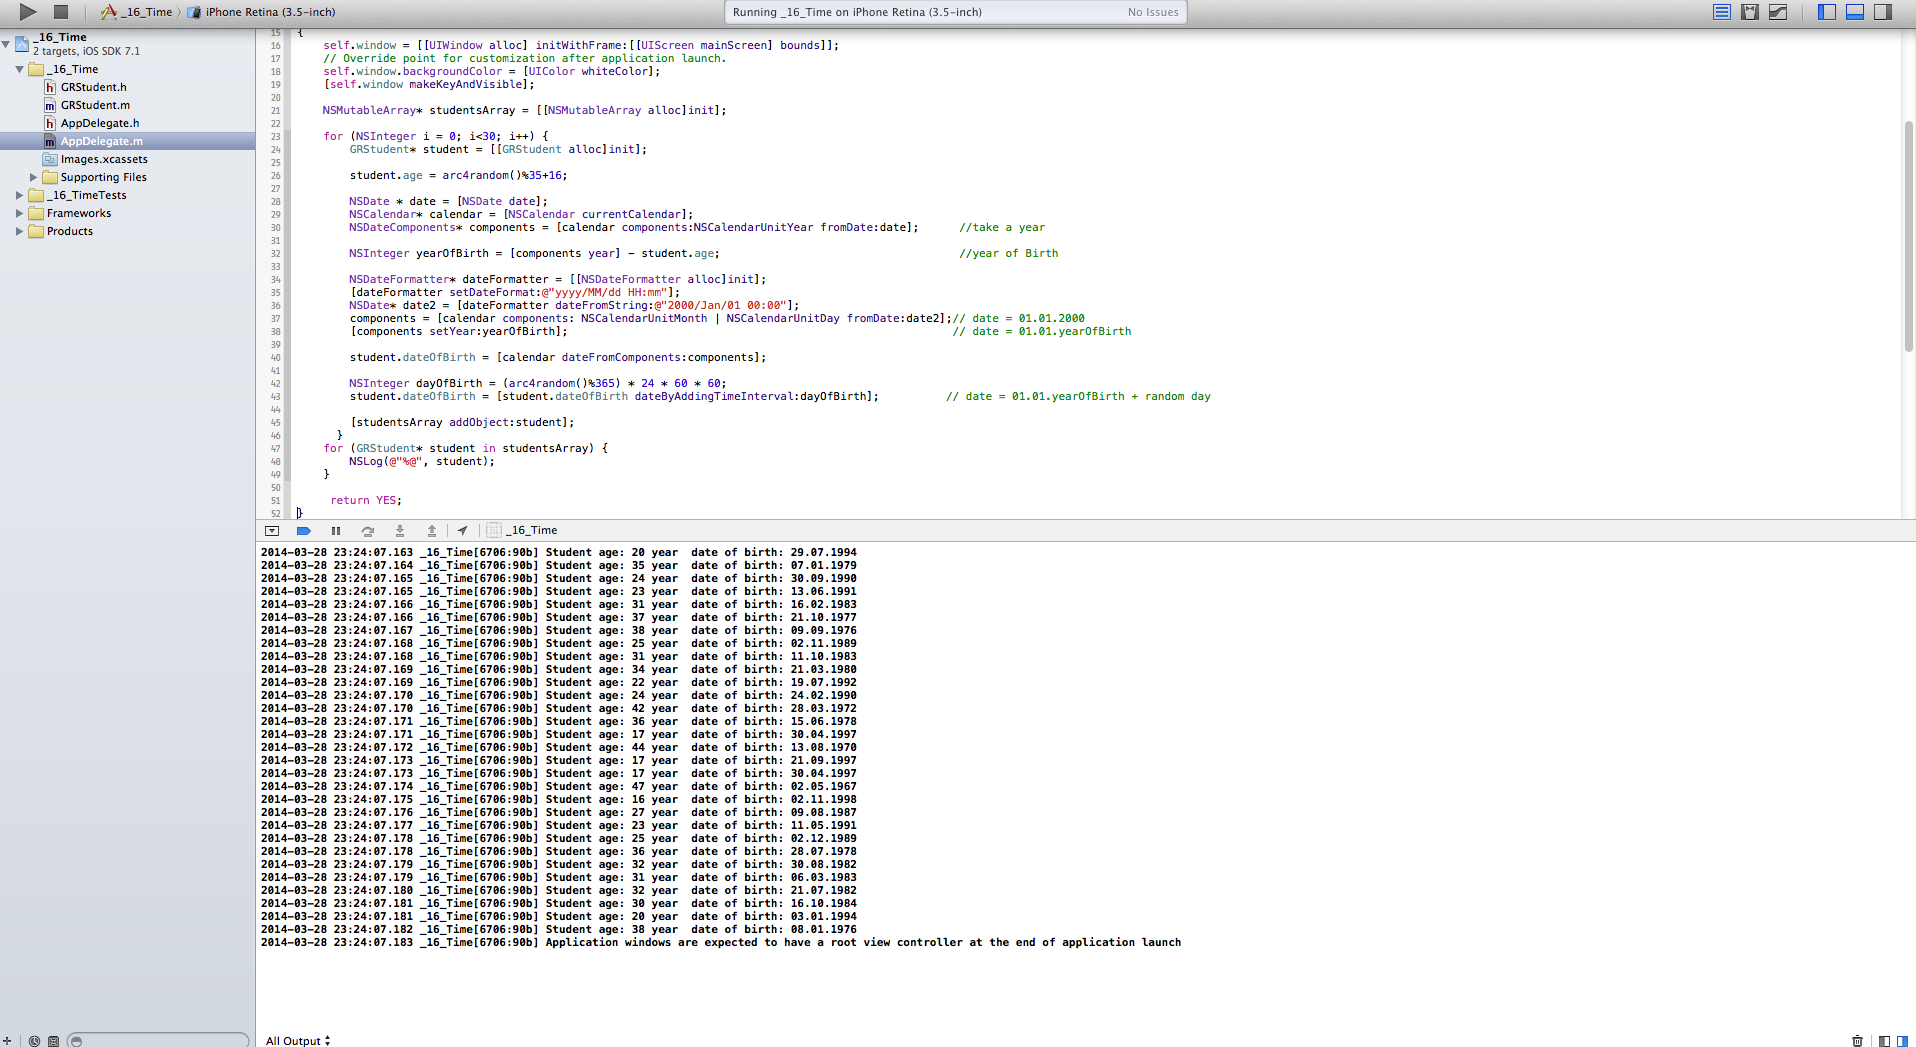 _16_Time
iPhone Retina (3.5-inch)
Running _16_Time on iPhone Retina (3.5-inch)
No Issues
_16_Time
2 targets, iOS SDK 7.1
_16_Time
h GRStudent.h
m GRStudent.m
h AppDelegate.h
m AppDelegate.m
Images.xcassets
Supporting Files
_16_TimeTests
Frameworks
Products
15 {
16 self.window = [[UIWindow alloc] initWithFrame:[[UIScreen mainScreen] bounds]];
17 // Override point for customization after application launch.
18 self.window.backgroundColor = [UIColor whiteColor];
19 [self.window makeKeyAndVisible];
20
21 NSMutableArray* studentsArray = [[NSMutableArray alloc]init];
22
23 for (NSInteger i = 0; i<30; i++) {
24 GRStudent* student = [[GRStudent alloc]init];
25
26 student.age = arc4random()%35+16;
27
28 NSDate * date = [NSDate date];
29 NSCalendar* calendar = [NSCalendar currentCalendar];
30 NSDateComponents* components = [calendar components:NSCalendarUnitYear fromDate:date]; //take a year
31
32 NSInteger yearOfBirth = [components year] - student.age; //year of Birth
33
34 NSDateFormatter* dateFormatter = [[NSDateFormatter alloc]init];
35 [dateFormatter setDateFormat:@"yyyy/MM/dd HH:mm"];
36 NSDate* date2 = [dateFormatter dateFromString:@"2000/Jan/01 00:00"];
37 components = [calendar components: NSCalendarUnitMonth | NSCalendarUnitDay fromDate:date2];// date = 01.01.2000
38 [components setYear:yearOfBirth]; // date = 01.01.yearOfBirth
39
40 student.dateOfBirth = [calendar dateFromComponents:components];
41
42 NSInteger dayOfBirth = (arc4random()%365) * 24 * 60 * 60;
43 student.dateOfBirth = [student.dateOfBirth dateByAddingTimeInterval:dayOfBirth]; // date = 01.01.yearOfBirth + random day
44
45 [studentsArray addObject:student];
46 }
47 for (GRStudent* student in studentsArray) {
48 NSLog(@"%@", student);
49 }
50
51 return YES;
52 }
_16_Time
2014-03-28 23:24:07.163 _16_Time[6706:90b] Student age: 20 year  date of birth: 29.07.1994
2014-03-28 23:24:07.164 _16_Time[6706:90b] Student age: 35 year  date of birth: 07.01.1979
2014-03-28 23:24:07.165 _16_Time[6706:90b] Student age: 24 year  date of birth: 30.09.1990
2014-03-28 23:24:07.165 _16_Time[6706:90b] Student age: 23 year  date of birth: 13.06.1991
2014-03-28 23:24:07.166 _16_Time[6706:90b] Student age: 31 year  date of birth: 16.02.1983
2014-03-28 23:24:07.166 _16_Time[6706:90b] Student age: 37 year  date of birth: 21.10.1977
2014-03-28 23:24:07.167 _16_Time[6706:90b] Student age: 38 year  date of birth: 09.09.1976
2014-03-28 23:24:07.168 _16_Time[6706:90b] Student age: 25 year  date of birth: 02.11.1989
2014-03-28 23:24:07.168 _16_Time[6706:90b] Student age: 31 year  date of birth: 11.10.1983
2014-03-28 23:24:07.169 _16_Time[6706:90b] Student age: 34 year  date of birth: 21.03.1980
2014-03-28 23:24:07.169 _16_Time[6706:90b] Student age: 22 year  date of birth: 19.07.1992
2014-03-28 23:24:07.170 _16_Time[6706:90b] Student age: 24 year  date of birth: 24.02.1990
2014-03-28 23:24:07.170 _16_Time[6706:90b] Student age: 42 year  date of birth: 28.03.1972
2014-03-28 23:24:07.171 _16_Time[6706:90b] Student age: 36 year  date of birth: 15.06.1978
2014-03-28 23:24:07.171 _16_Time[6706:90b] Student age: 17 year  date of birth: 30.04.1997
2014-03-28 23:24:07.172 _16_Time[6706:90b] Student age: 44 year  date of birth: 13.08.1970
2014-03-28 23:24:07.173 _16_Time[6706:90b] Student age: 17 year  date of birth: 21.09.1997
2014-03-28 23:24:07.173 _16_Time[6706:90b] Student age: 17 year  date of birth: 30.04.1997
2014-03-28 23:24:07.174 _16_Time[6706:90b] Student age: 47 year  date of birth: 02.05.1967
2014-03-28 23:24:07.175 _16_Time[6706:90b] Student age: 16 year  date of birth: 02.11.1998
2014-03-28 23:24:07.176 _16_Time[6706:90b] Student age: 27 year  date of birth: 09.08.1987
2014-03-28 23:24:07.177 _16_Time[6706:90b] Student age: 23 year  date of birth: 11.05.1991
2014-03-28 23:24:07.178 _16_Time[6706:90b] Student age: 25 year  date of birth: 02.12.1989
2014-03-28 23:24:07.178 _16_Time[6706:90b] Student age: 36 year  date of birth: 28.07.1978
2014-03-28 23:24:07.179 _16_Time[6706:90b] Student age: 32 year  date of birth: 30.08.1982
2014-03-28 23:24:07.179 _16_Time[6706:90b] Student age: 31 year  date of birth: 06.03.1983
2014-03-28 23:24:07.180 _16_Time[6706:90b] Student age: 32 year  date of birth: 21.07.1982
2014-03-28 23:24:07.181 _16_Time[6706:90b] Student age: 30 year  date of birth: 16.10.1984
2014-03-28 23:24:07.181 _16_Time[6706:90b] Student age: 20 year  date of birth: 03.01.1994
2014-03-28 23:24:07.182 _16_Time[6706:90b] Student age: 38 year  date of birth: 08.01.1976
2014-03-28 23:24:07.183 _16_Time[6706:90b] Application windows are expected to have a root view controller at the end of application launch
All Output